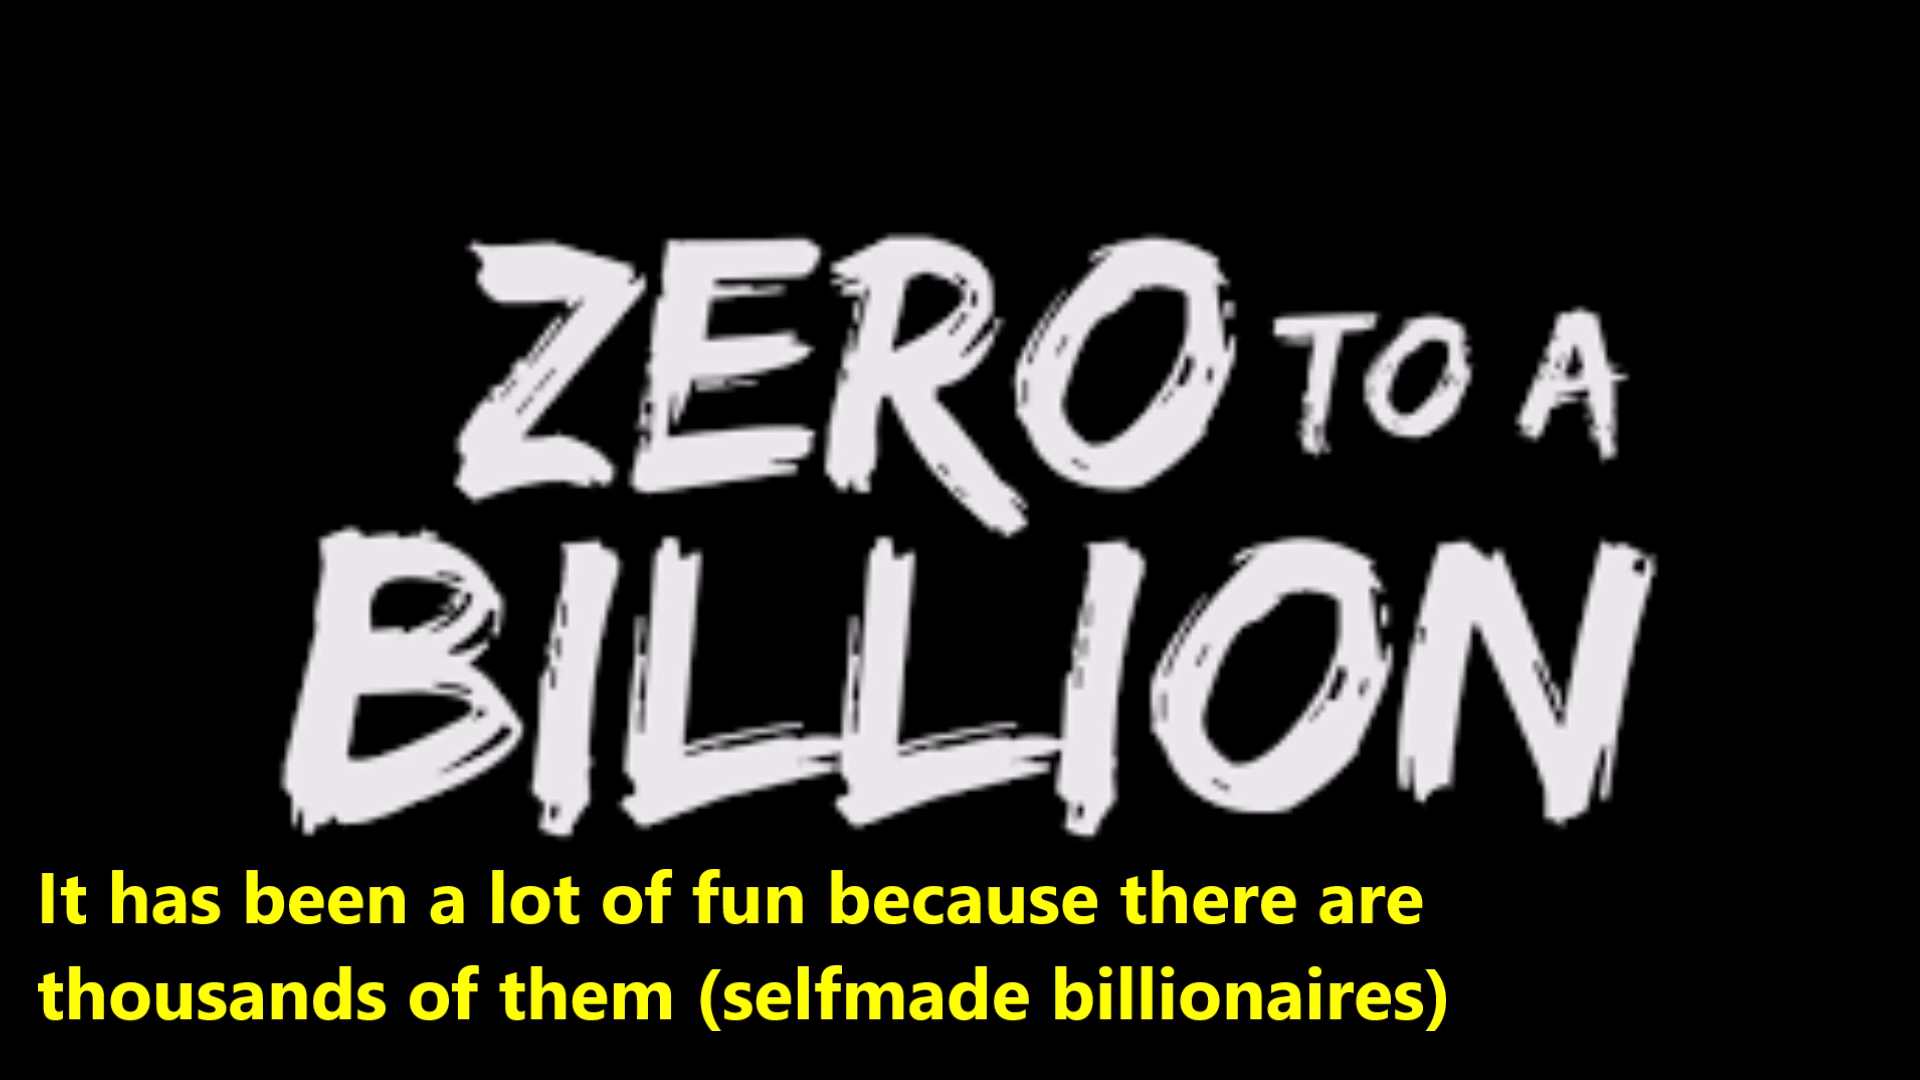 ZERO TO A
BILLION
It has been a lot of fun because there are
thousands of them (selfmade billionaires)